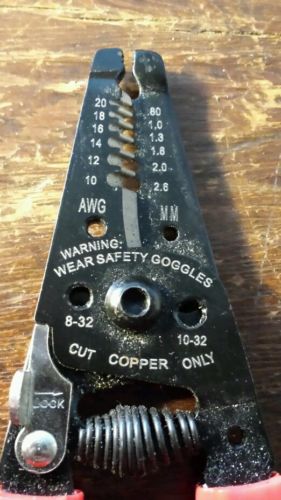 20 .80
18 1.0
16 1.3
14 1.6
12 2.0
10 2.6
AWG MM
WARNING:
WEAR SAFETY GOGGLES
8-32 10-32
CUT COPPER ONLY
LOCK